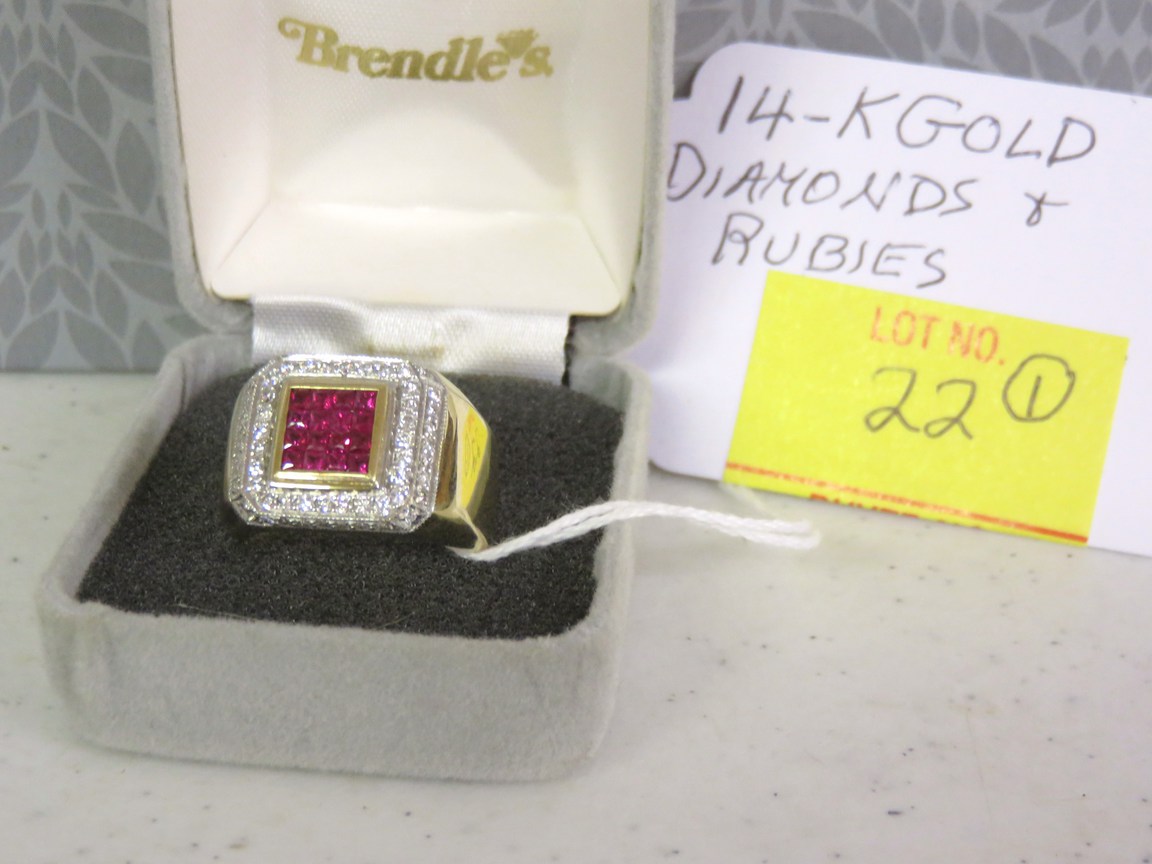 Brendle's.
14-K GOLD
DIAMONDS &
RUBIES
LOT NO.
22 1